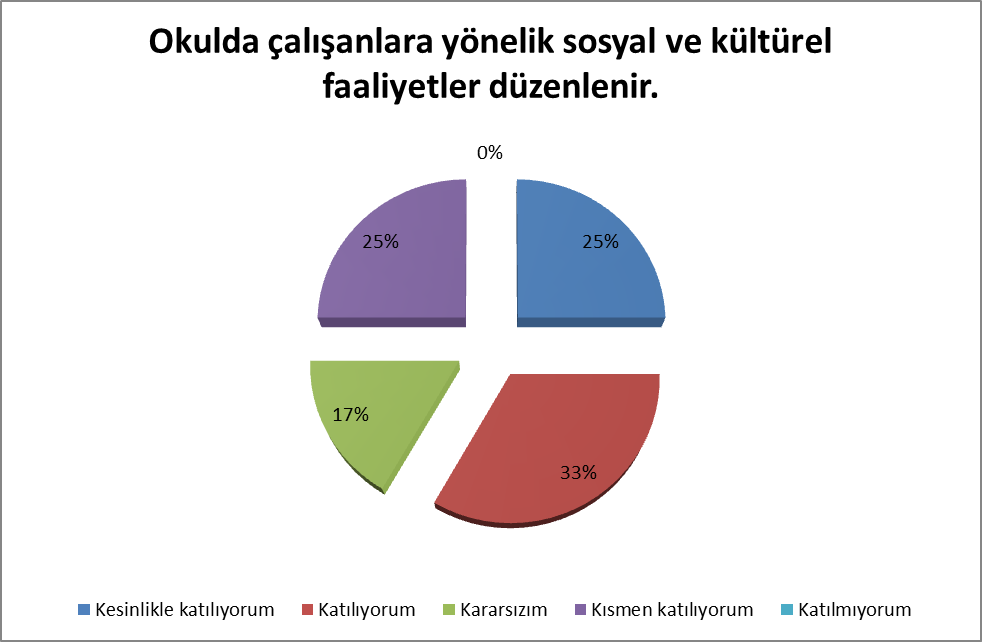 Okulda çalışanlara yönelik sosyal ve kültürel
faaliyetler düzenlenir.
0%
25%
25%
17%
33%
Kesinlikle katılıyorum Katılıyorum Kararsızım Kısmen katılıyorum Katılmıyorum